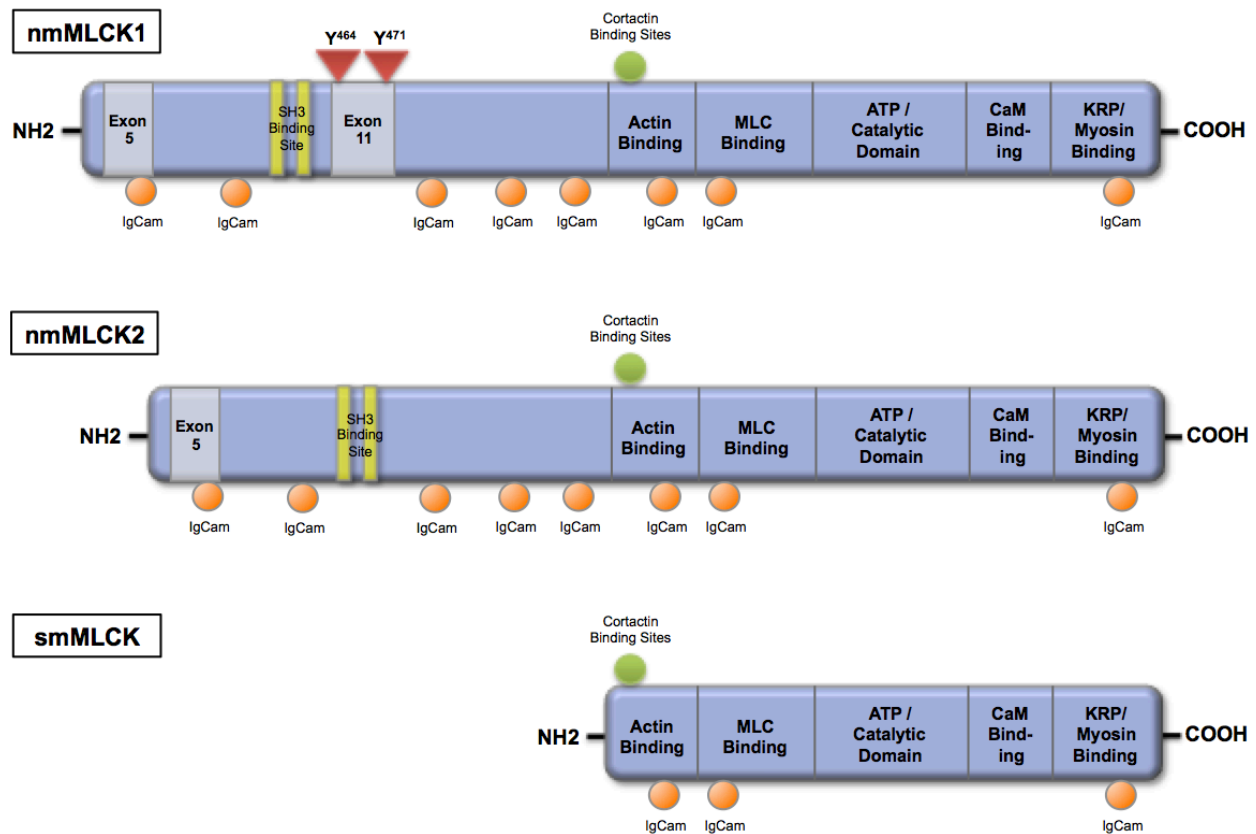 nmMLCK1
Y464
Y471
Cortactin
Binding Sites
NH2
Exon
5
SH3
Binding
Site
Exon
11
Actin
Binding
MLC
Binding
ATP /
Catalytic
Domain
CaM
Bind-
ing
KRP/
Myosin
Binding
COOH
IgCam
IgCam
IgCam
IgCam
IgCam
IgCam
IgCam
IgCam
nmMLCK2
Cortactin
Binding Sites
NH2
Exon
5
SH3
Binding
Site
Actin
Binding
MLC
Binding
ATP /
Catalytic
Domain
CaM
Bind-
ing
KRP/
Myosin
Binding
COOH
IgCam
IgCam
IgCam
IgCam
IgCam
IgCam
IgCam
IgCam
smMLCK
Cortactin
Binding Sites
NH2
Actin
Binding
MLC
Binding
ATP /
Catalytic
Domain
CaM
Bind-
ing
KRP/
Myosin
Binding
COOH
IgCam
IgCam
IgCam